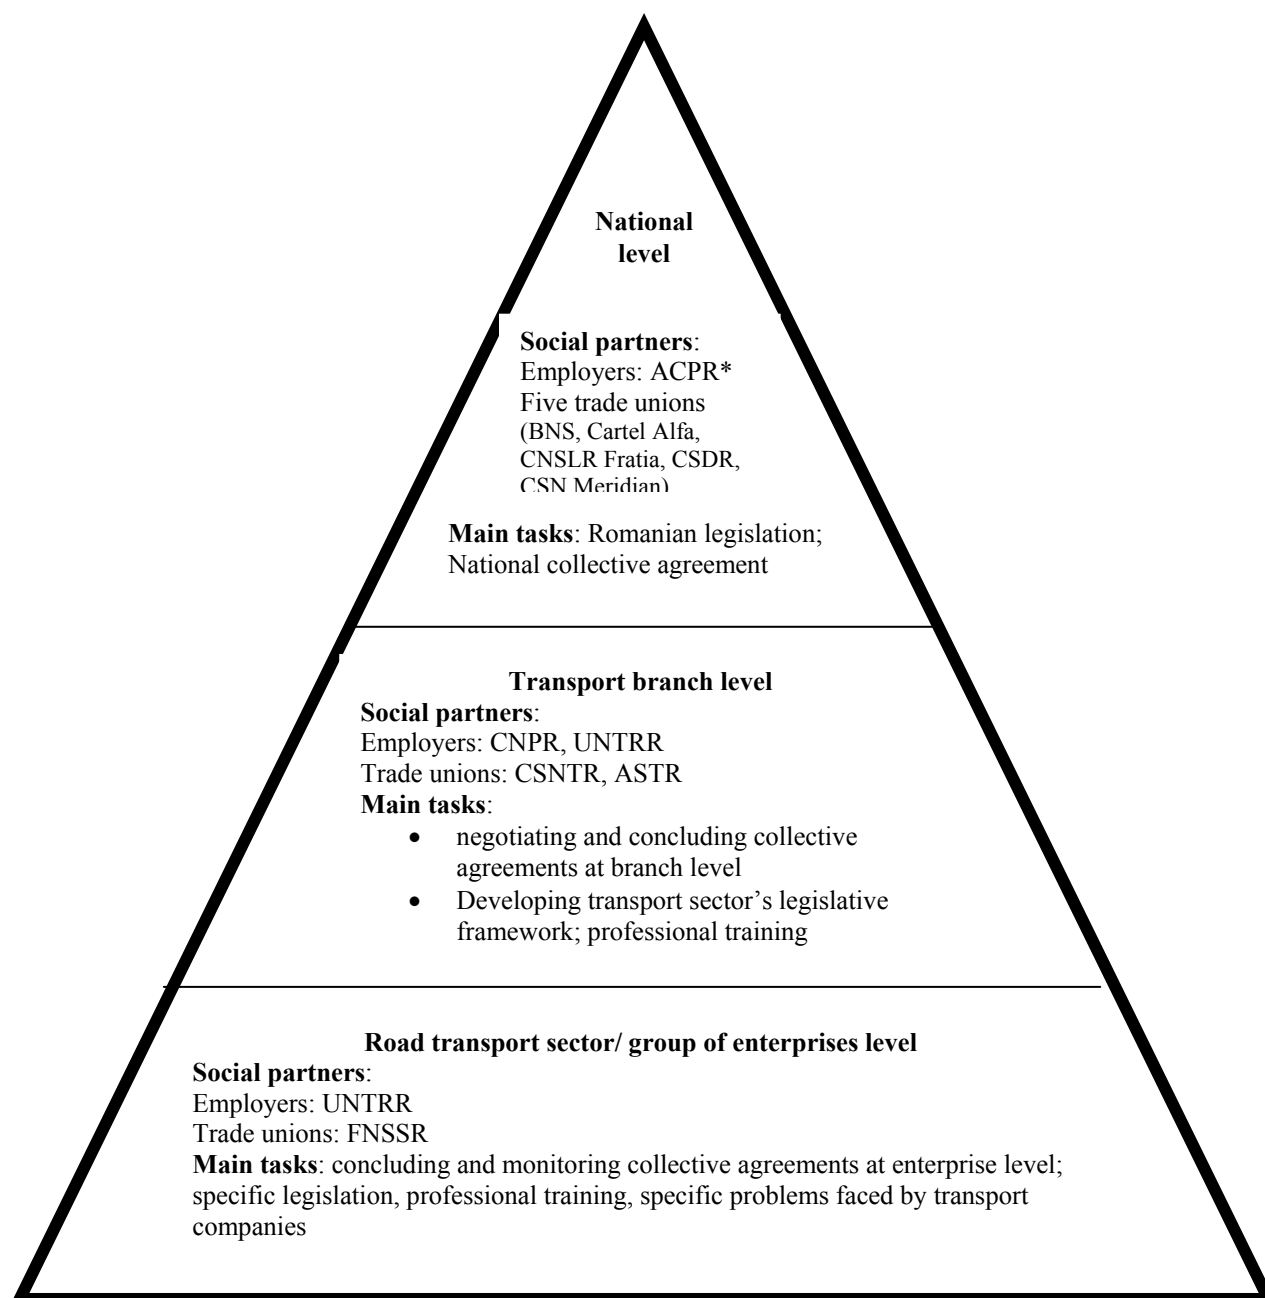 National
level
Social partners:
Employers: ACPR*
Five trade unions
(BNS, Cartel Alfa,
CNSLR Fratia, CSDR,
CSN Meridian)
Main tasks: Romanian legislation;
National collective agreement
Transport branch level
Social partners:
Employers: CNPR, UNTRR
Trade unions: CSNTR, ASTR
Main tasks:
• negotiating and concluding collective
agreements at branch level
• Developing transport sector’s legislative
framework; professional training
Road transport sector/ group of enterprises level
Social partners:
Employers: UNTRR
Trade unions: FNSSR
Main tasks: concluding and monitoring collective agreements at enterprise level;
specific legislation, professional training, specific problems faced by transport
companies